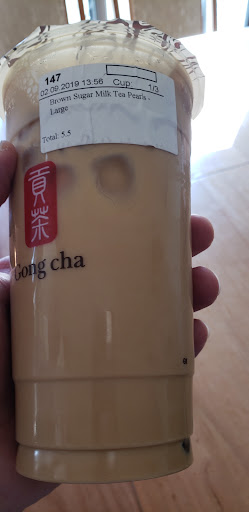 147
02 09 2019 13:56 Cup: 1/3
Brown Sugar Milk Tea Pearls -
Large
Total: 5.5
貢
茶
Gong cha